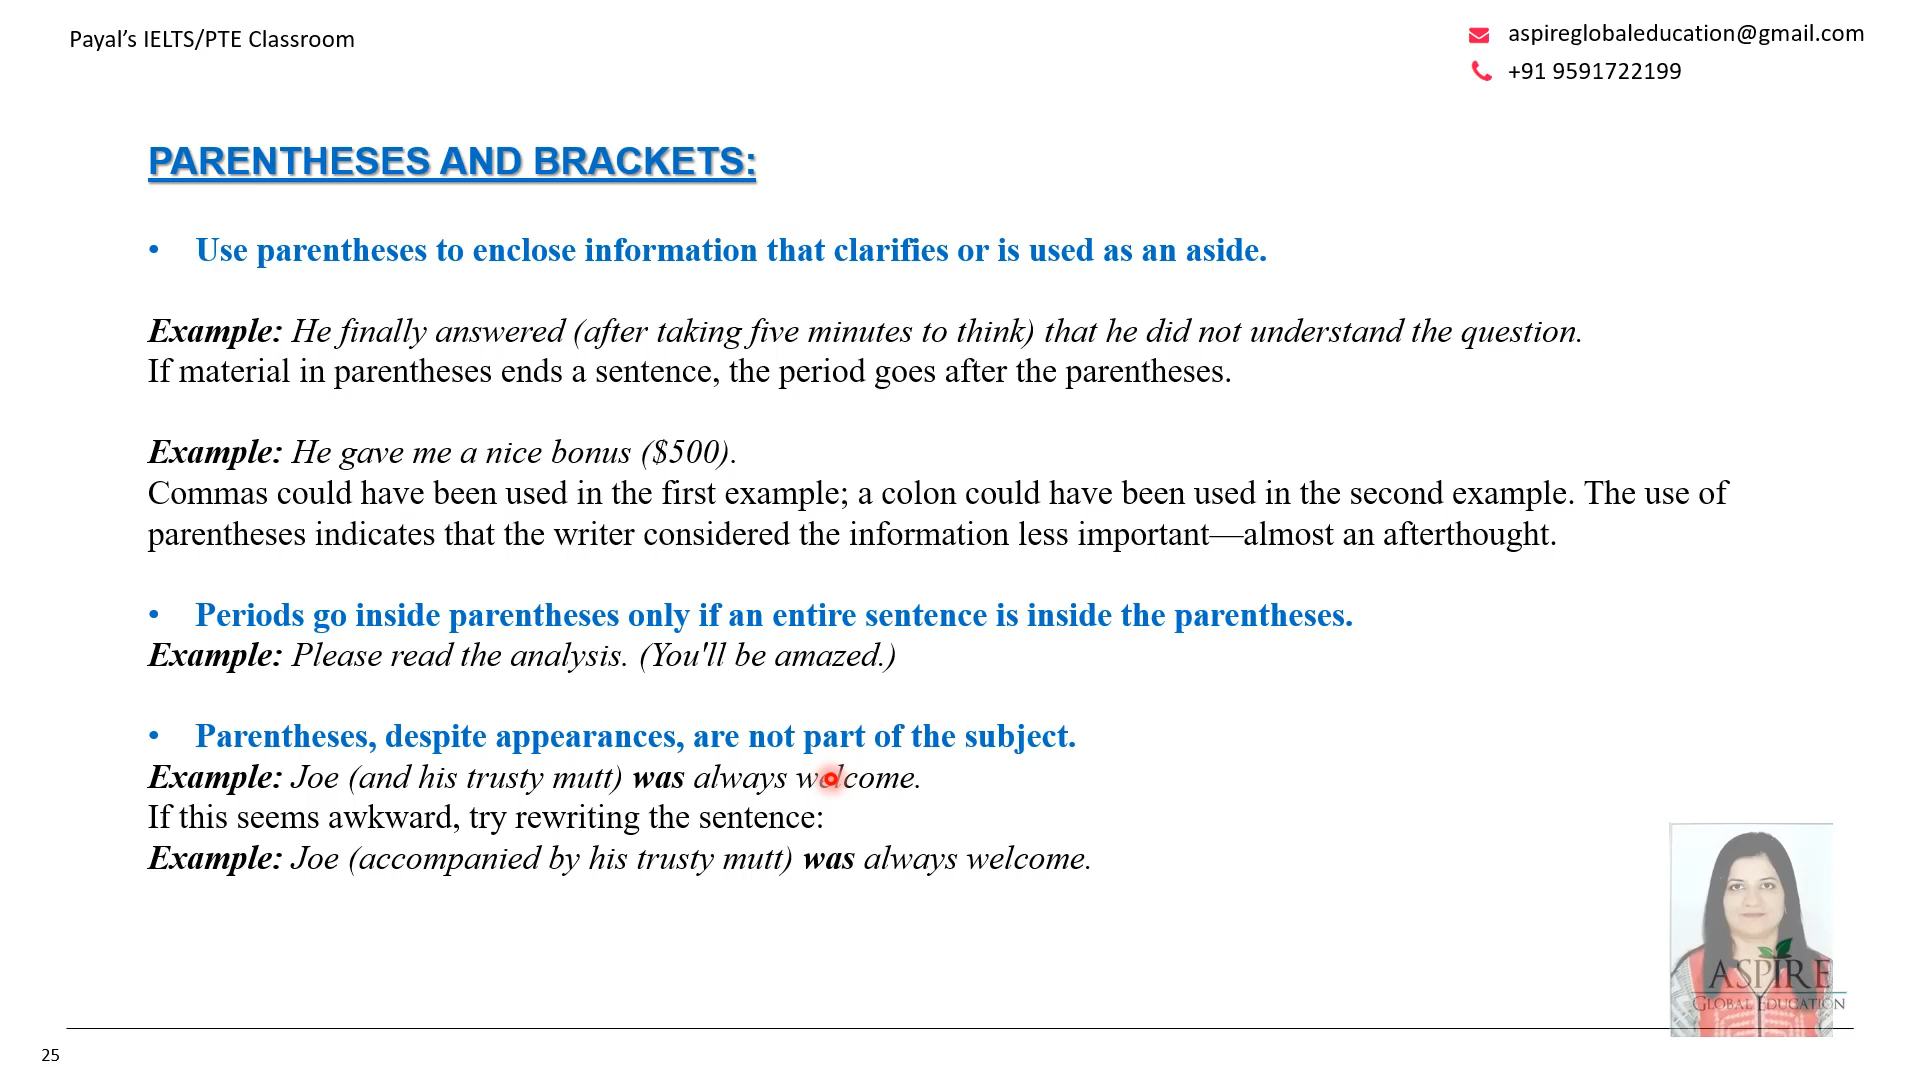 Payal’s IELTS/PTE Classroom
aspireglobaleducation@gmail.com
+91 9591722199
PARENTHESES AND BRACKETS:
• Use parentheses to enclose information that clarifies or is used as an aside.
Example: He finally answered (after taking five minutes to think) that he did not understand the question.
If material in parentheses ends a sentence, the period goes after the parentheses.
Example: He gave me a nice bonus ($500).
Commas could have been used in the first example; a colon could have been used in the second example. The use of
parentheses indicates that the writer considered the information less important—almost an afterthought.
• Periods go inside parentheses only if an entire sentence is inside the parentheses.
Example: Please read the analysis. (You'll be amazed.)
• Parentheses, despite appearances, are not part of the subject.
Example: Joe (and his trusty mutt) was always welcome.
If this seems awkward, try rewriting the sentence:
Example: Joe (accompanied by his trusty mutt) was always welcome.
ASPIRE
GLOBAL EDUCATION
25